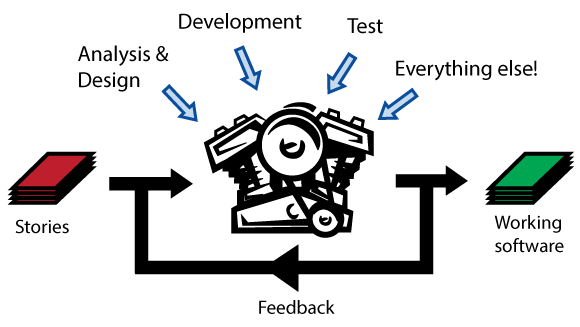 Development
Test
Analysis &
Design
Everything else!
Stories
Working
software
Feedback